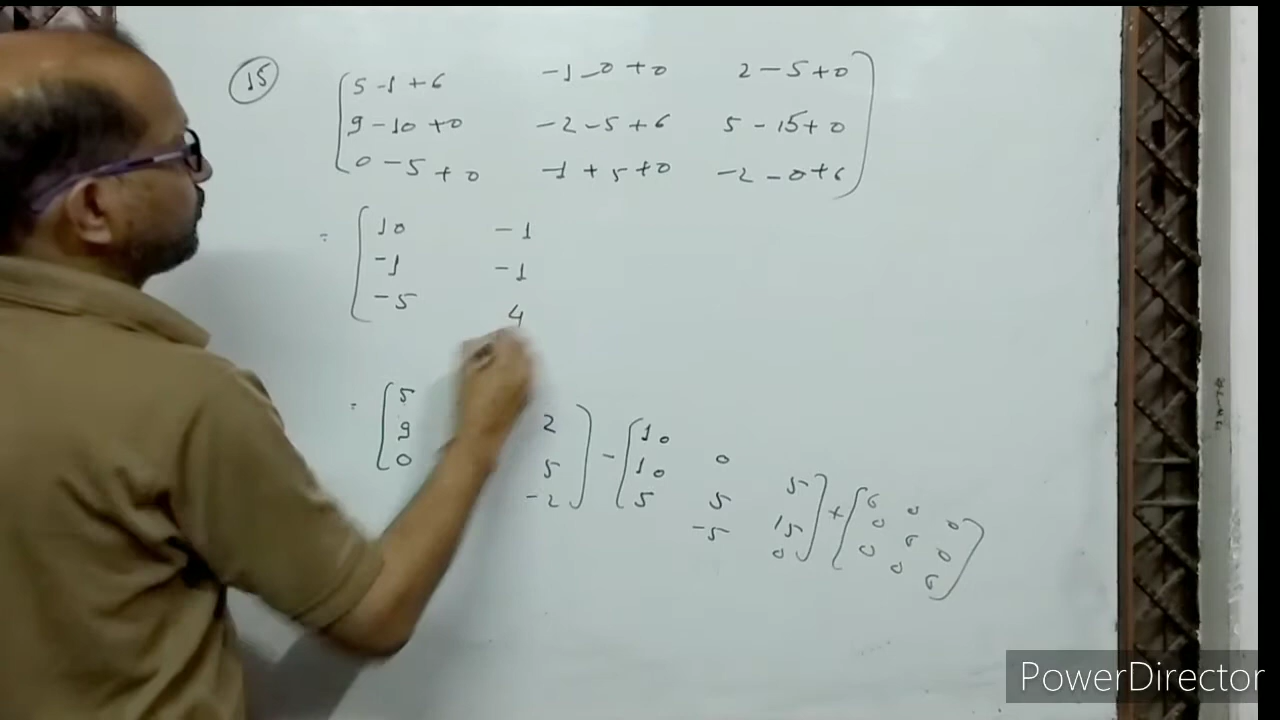 15
5 -1 +6 -1 -0 +0 2 -5 +0
9 -10 +0 -2 -5 +6 5 -15 +0
0 -5 +0 -1 +5 +0 -2 -0 +6
= 10 -1
-1 -1
-5 4
= 5 2 - 10 0 5 + 6 0 0
9 5 10 5 15 0 6 0
0 -2 5 -5 0 0 0 6
PowerDirector